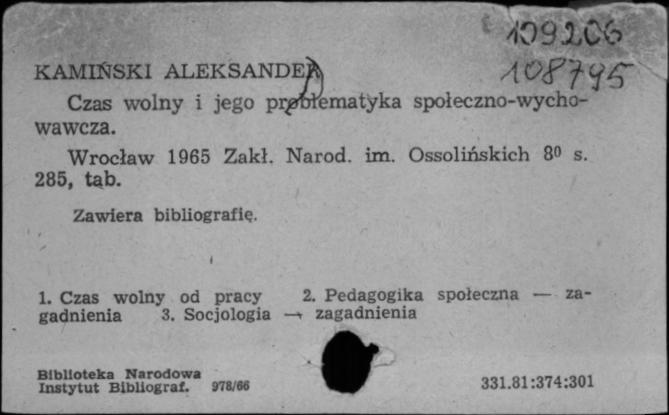 109206
KAMIŃSKI ALEKSANDER
108795
Czas wolny i jego problematyka społeczno-wycho-
wawcza.
Wrocław 1965 Zakł. Narod. im. Ossolińskich 8⁰ s.
285, tab.
Zawiera bibliografię.
1. Czas wolny od pracy 2. Pedagogika społeczna — za-
gadnienia 3. Socjologia — zagadnienia
Biblioteka Narodowa
Instytut Bibliograf. 978/66
331.81:374:301